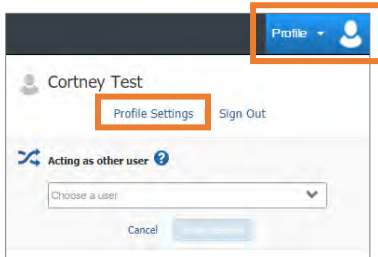 Profile
Cortney Test
Profile Settings Sign Out
Acting as other user ?
Choose a user
Cancel